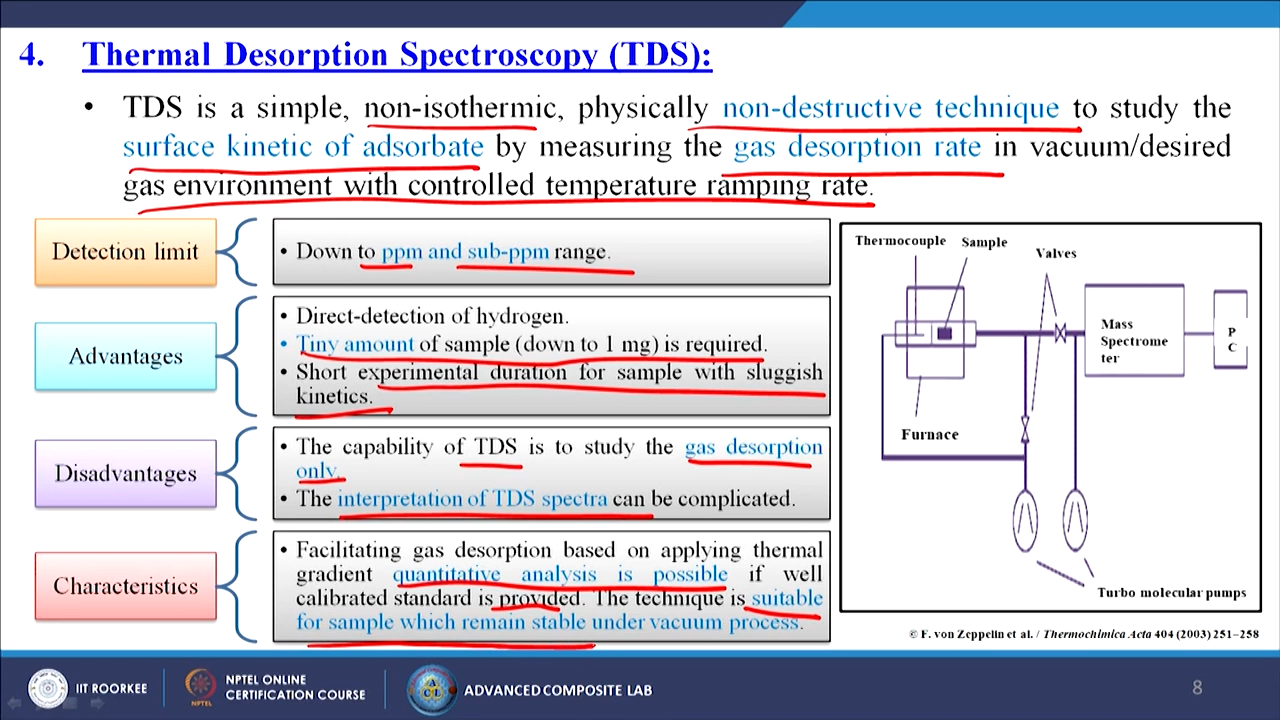 4. Thermal Desorption Spectroscopy (TDS):
• TDS is a simple, non-isothermic, physically non-destructive technique to study the
surface kinetic of adsorbate by measuring the gas desorption rate in vacuum/desired
gas environment with controlled temperature ramping rate.
Detection limit
• Down to ppm and sub-ppm range.
Advantages
• Direct-detection of hydrogen.
• Tiny amount of sample (down to 1 mg) is required.
• Short experimental duration for sample with sluggish
kinetics.
Disadvantages
• The capability of TDS is to study the gas desorption
only.
• The interpretation of TDS spectra can be complicated.
Characteristics
• Facilitating gas desorption based on applying thermal
gradient quantitative analysis is possible if well
calibrated standard is provided. The technique is suitable
for sample which remain stable under vacuum process.
Thermocouple
Sample
Valves
Mass
Spectrome
ter
P
C
Furnace
Turbo molecular pumps
© F. von Zeppelin et al. / Thermochimica Acta 404 (2003) 251–258
IIT ROORKEE
NPTEL
NPTEL ONLINE
CERTIFICATION COURSE
ACL
ADVANCED COMPOSITE LAB
8